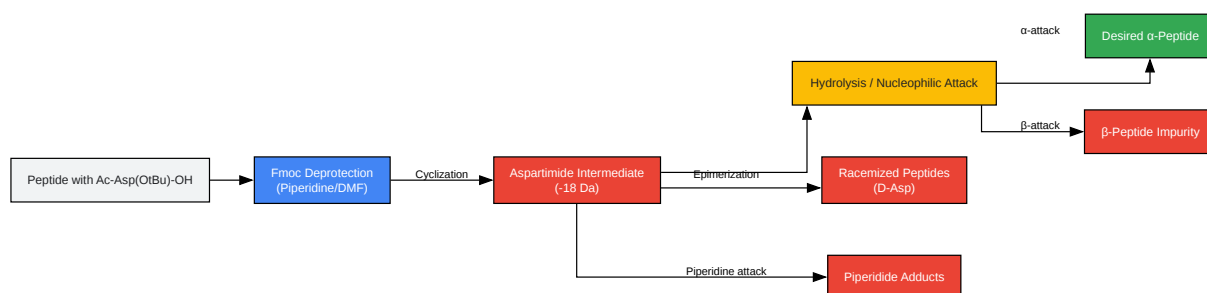 α-attack
Desired α-Peptide
Hydrolysis / Nucleophilic Attack
β-attack
β-Peptide Impurity
Peptide with Ac-Asp(OtBu)-OH
Fmoc Deprotection
(Piperidine/DMF)
Cyclization
Aspartimide Intermediate
(-18 Da)
Epimerization
Racemized Peptides
(D-Asp)
Piperidine attack
Piperidide Adducts